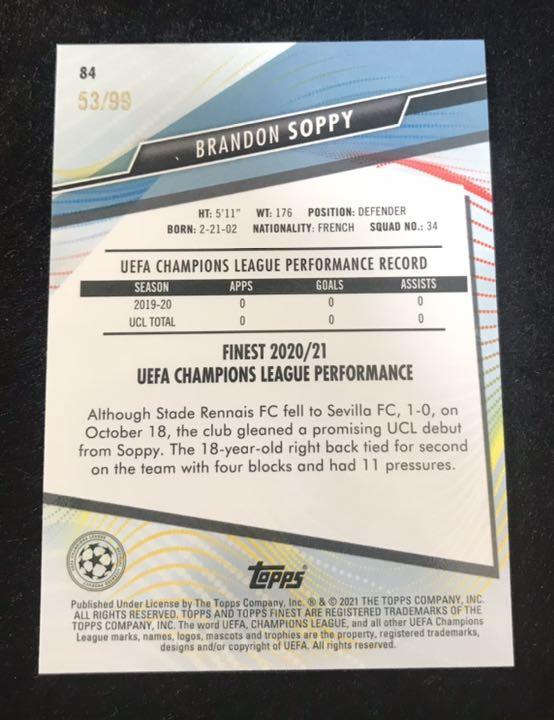 84
53/99
BRANDON SOPPY
HT: 5'11" WT: 176 POSITION: DEFENDER
BORN: 2-21-02 NATIONALITY: FRENCH SQUAD NO.: 34
UEFA CHAMPIONS LEAGUE PERFORMANCE RECORD
SEASON APPS GOALS ASSISTS
2019-20 0 0 0
UCL TOTAL 0 0 0
FINEST 2020/21
UEFA CHAMPIONS LEAGUE PERFORMANCE
Although Stade Rennais FC fell to Sevilla FC, 1-0, on
October 18, the club gleaned a promising UCL debut
from Soppy. The 18-year-old right back tied for second
on the team with four blocks and had 11 pressures.
topps
Published Under License by The Topps Company, Inc. ® & © 2021 THE TOPPS COMPANY, INC.
ALL RIGHTS RESERVED. TOPPS AND TOPPS FINEST ARE REGISTERED TRADEMARKS OF THE
TOPPS COMPANY, INC. The word UEFA, CHAMPIONS LEAGUE, and all other UEFA Champions
League marks, names, logos, mascots and trophies are the property, registered trademarks,
designs and/or copyright of UEFA. All rights reserved.